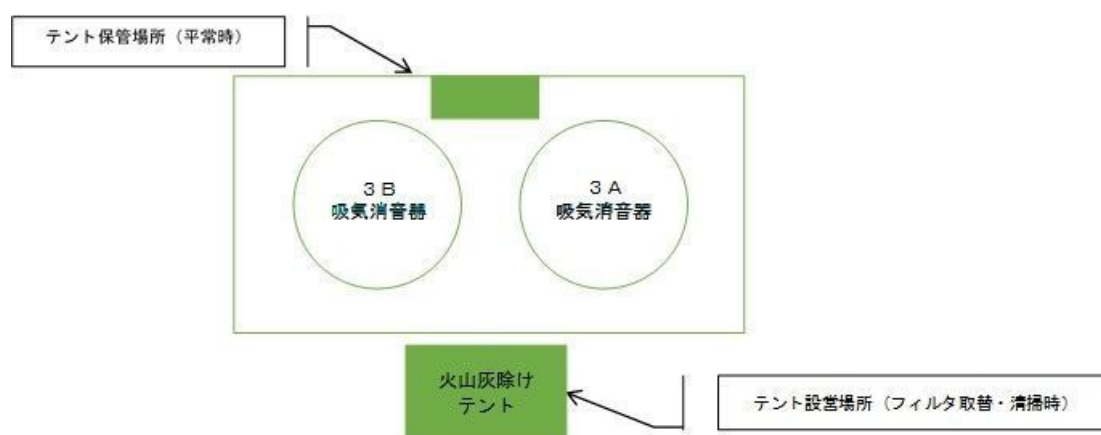 テント保管場所（平常時）
３Ｂ
吸気消音器
３Ａ
吸気消音器
火山灰除け
テント
テント設営場所（フィルタ取替・清掃時）